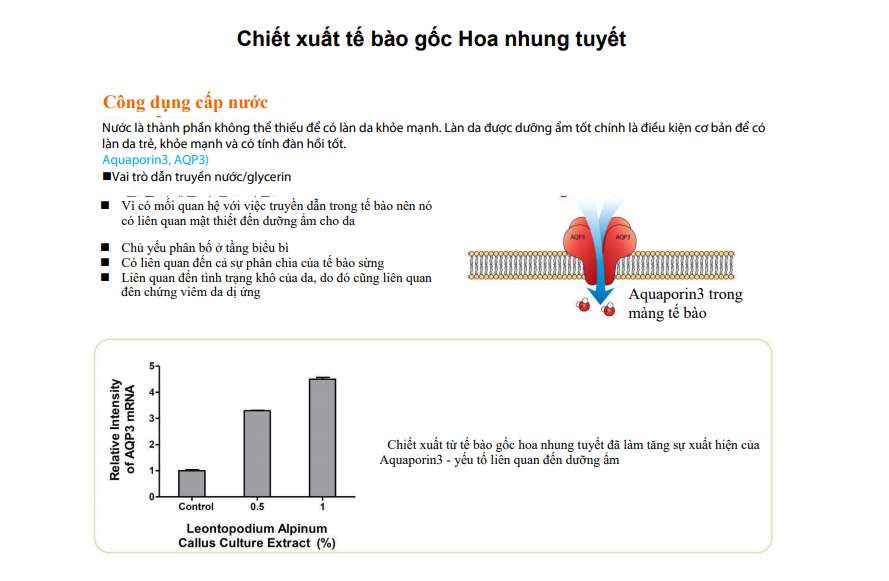 Chiết xuất tế bào gốc Hoa nhung tuyết
Công dụng cấp nước
Nước là thành phần không thể thiếu để có làn da khỏe mạnh. Làn da được dưỡng ẩm tốt chính là điều kiện cơ bản để có
làn da trẻ, khỏe mạnh và có tính đàn hồi tốt.
Aquaporin3, AQP3)
■Vai trò dẫn truyền nước/glycerin
■ Vì có mối quan hệ với việc truyền dẫn trong tế bào nên nó
có liên quan mật thiết đến dưỡng ẩm cho da
■ Chủ yếu phân bố ở tầng biểu bì
■ Có liên quan đến cả sự phân chia của tế bào sừng
■ Liên quan đến tình trạng khô của da, do đó cũng liên quan
đên chứng viêm da dị ứng
AQP3 AQP3
Aquaporin3 trong
màng tế bào
Relative Intensity
of AQP3 mRNA
5
4
3
2
1
0
Control 0.5 1
Leontopodium Alpinum
Callus Culture Extract (%)
Chiết xuất từ tế bào gốc hoa nhung tuyết đã làm tăng sự xuất hiện của
Aquaporin3 - yếu tố liên quan đến dưỡng ẩm